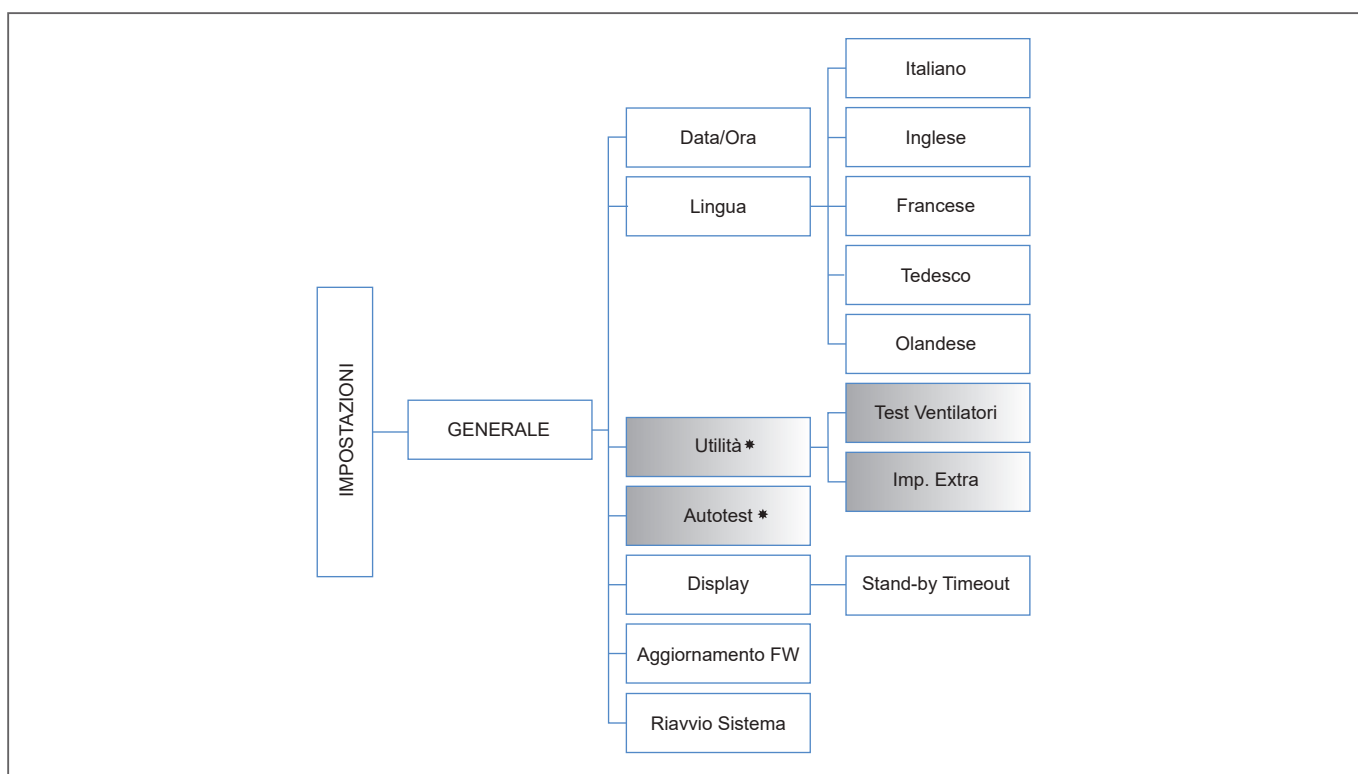 IMPOSTAZIONI
GENERALE
Data/Ora
Lingua
Italiano
Inglese
Francese
Tedesco
Olandese
Utilità *
Test Ventilatori
Imp. Extra
Autotest *
Display
Stand-by Timeout
Aggiornamento FW
Riavvio Sistema